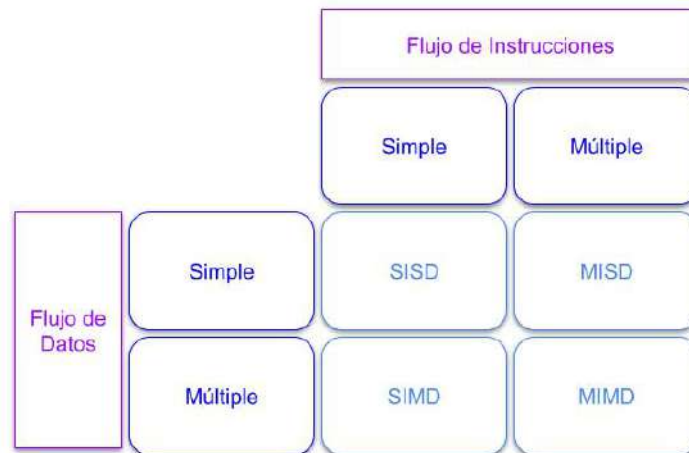 Flujo de Instrucciones
Simple
Múltiple
Simple
SISD
MISD
Flujo de
Datos
Múltiple
SIMD
MIMD